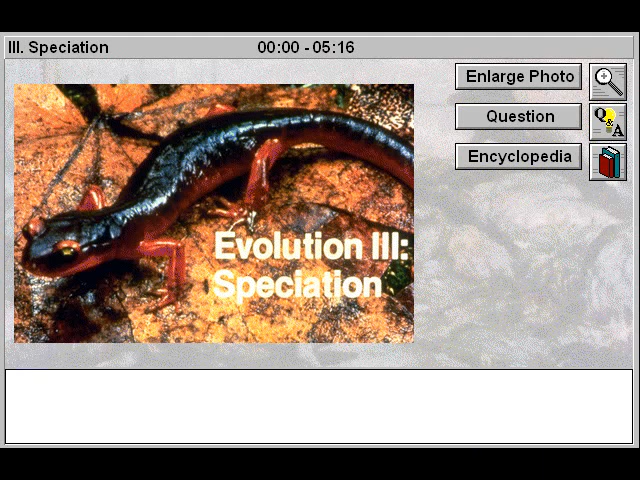 III. Speciation
00:00 - 05:16
Enlarge Photo
Question
Q&A
Encyclopedia
Evolution III:
Speciation